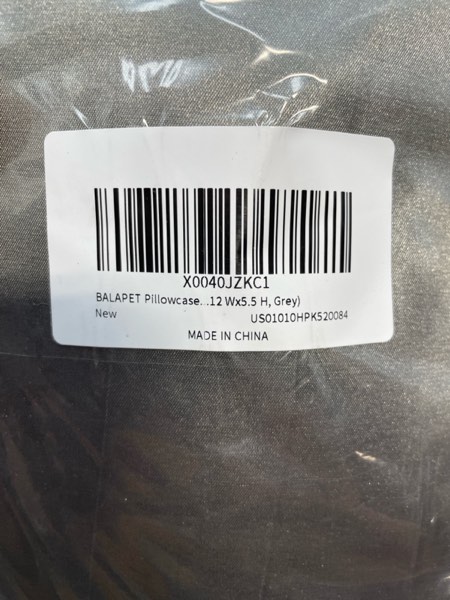 X0040JZKC1
BALAPET Pillowcase...12 Wx5.5 H, Grey)
New US01010HPK520084
MADE IN CHINA